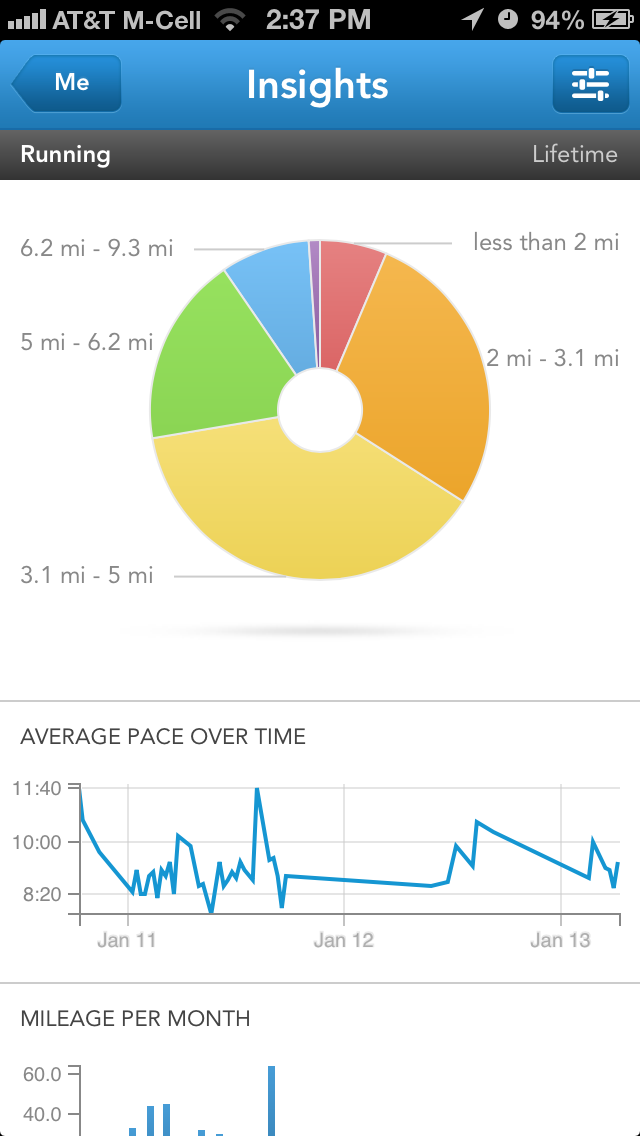 AT&T M-Cell 2:37 PM 94%
Me Insights
Running Lifetime
less than 2 mi
6.2 mi - 9.3 mi
5 mi - 6.2 mi
2 mi - 3.1 mi
3.1 mi - 5 mi
AVERAGE PACE OVER TIME
11:40
10:00
8:20
Jan 11 Jan 12 Jan 13
MILEAGE PER MONTH
60.0
40.0